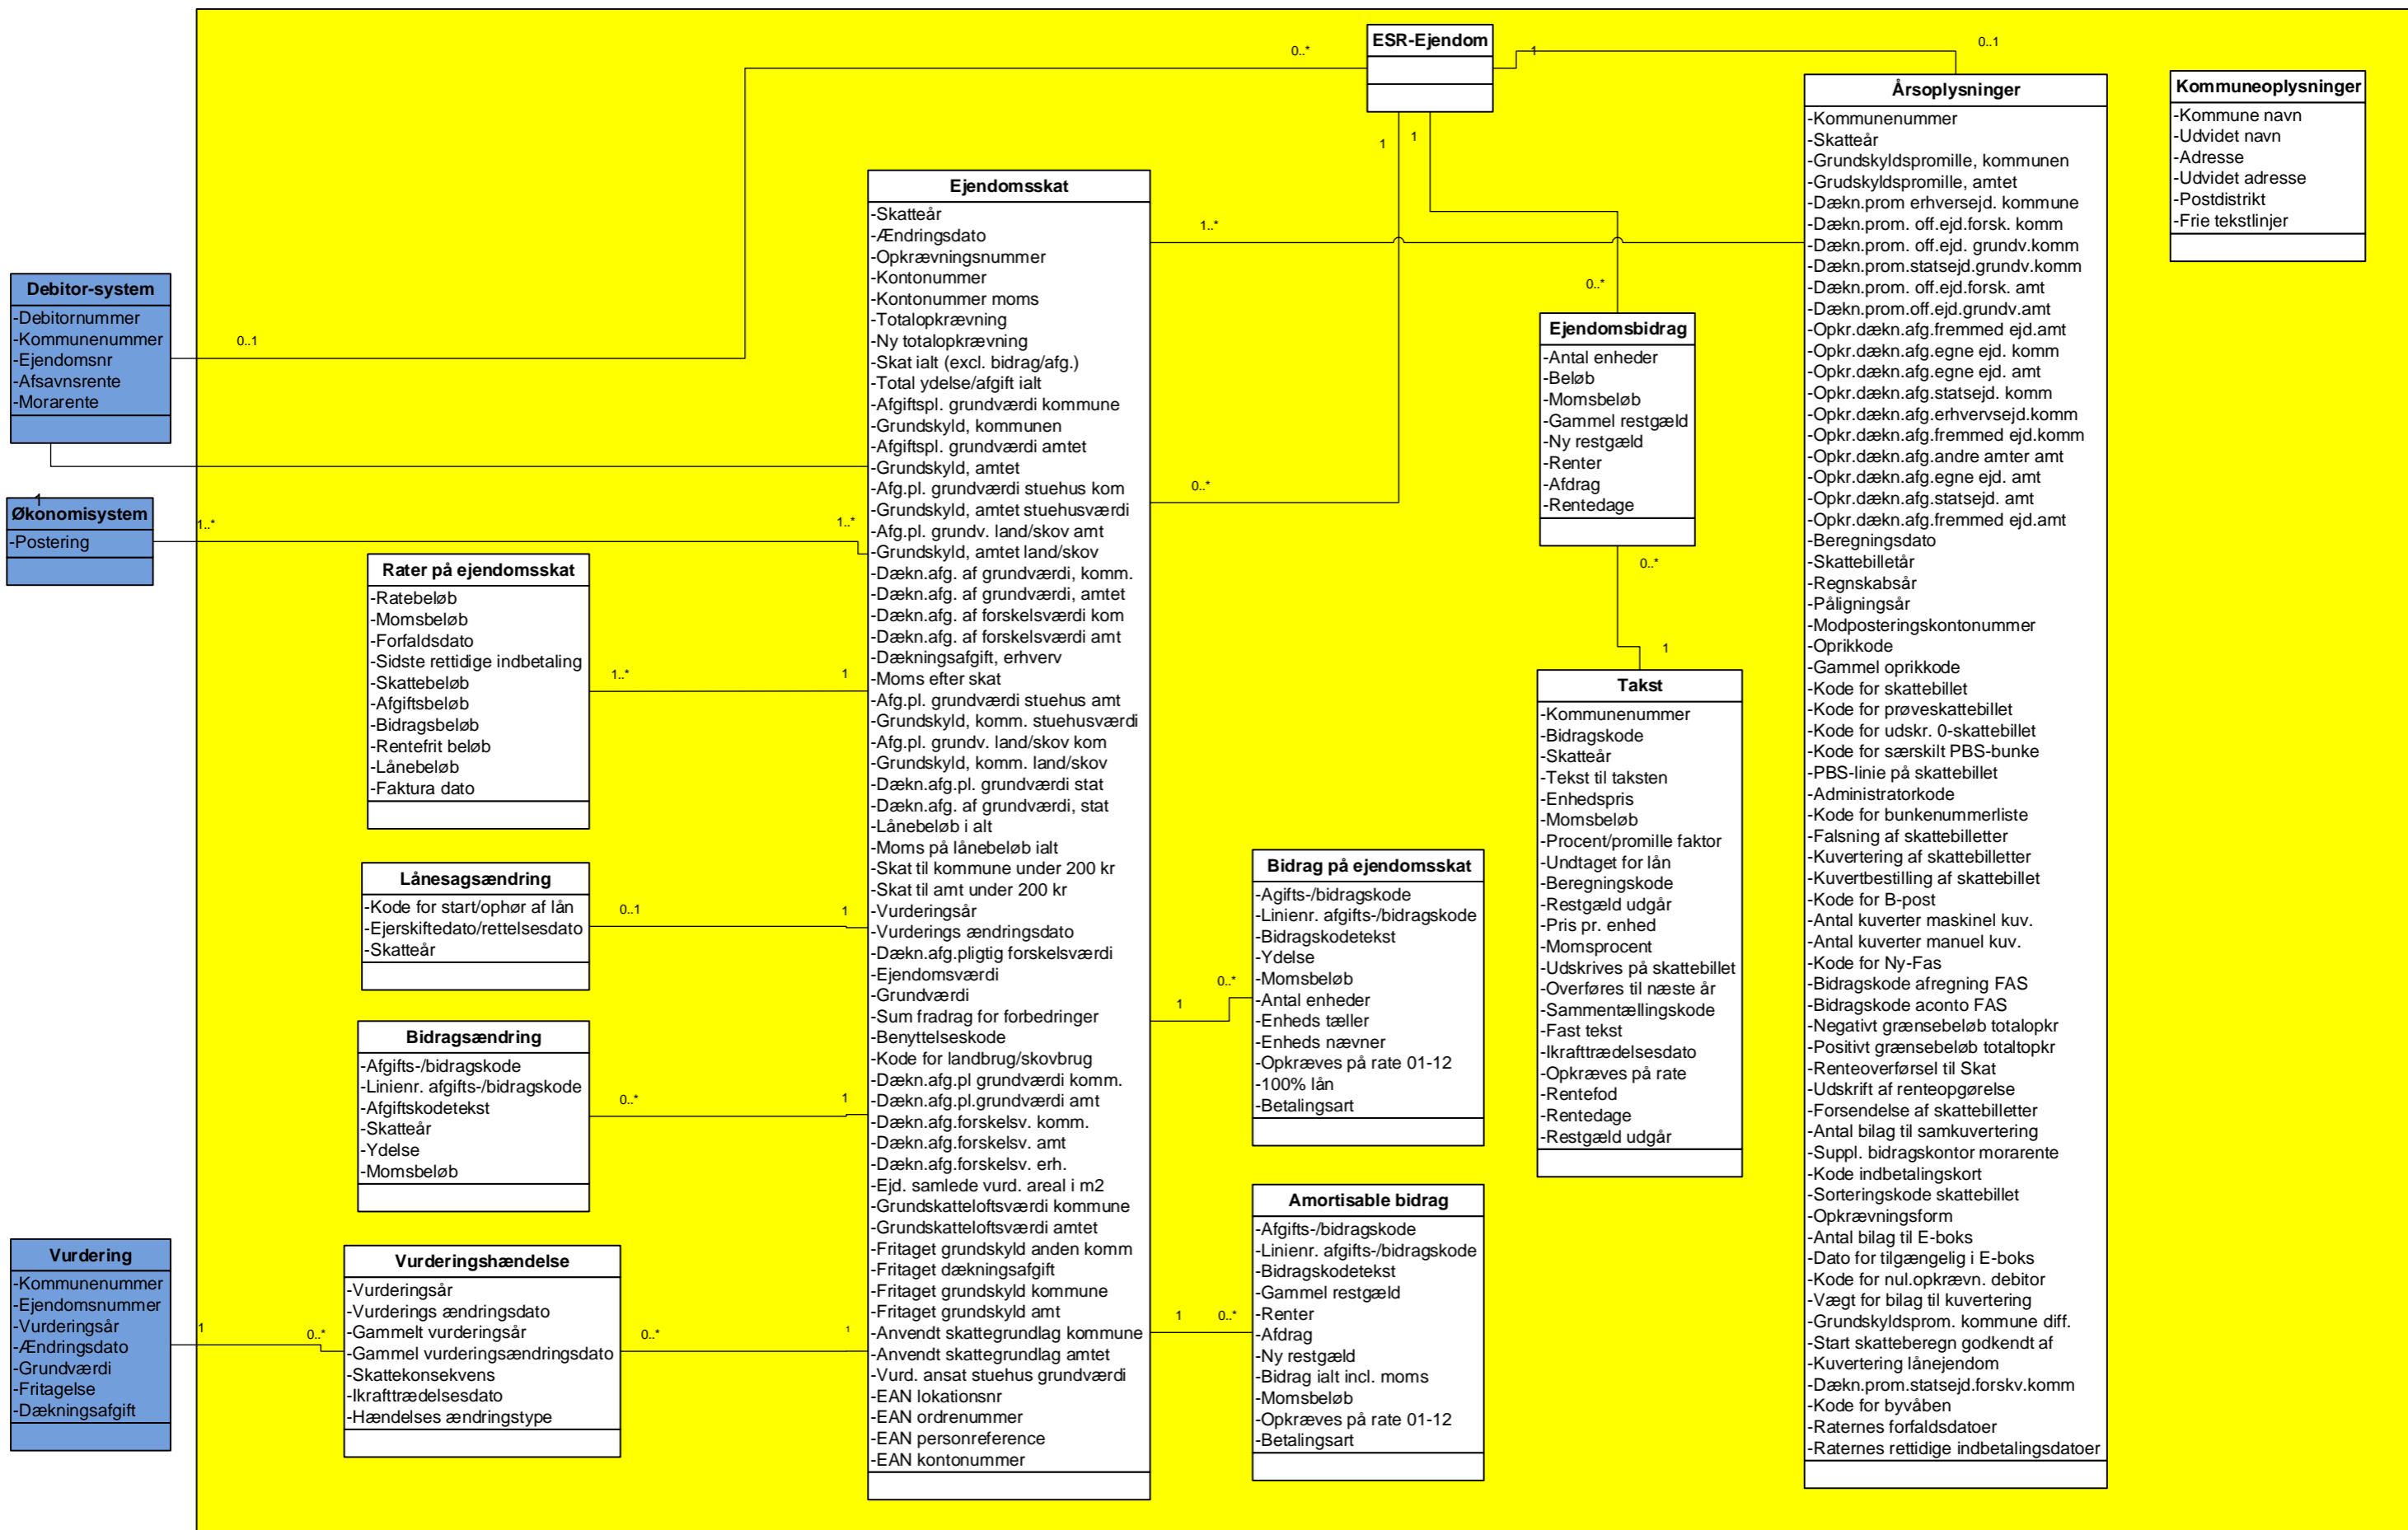 ESR-Ejendom
0..*
1
0..1
1
1
Årsoplysninger
-Kommunenummer
-Skatteår
-Grundskyldspromille, kommunen
-Grudskyldspromille, amtet
-Dækn.prom erhversejd. kommune
-Dækn.prom. off.ejd.forsk. komm
-Dækn.prom. off.ejd. grundv.komm
-Dækn.prom.statsejd.grundv.komm
-Dækn.prom. off.ejd.forsk. amt
-Dækn.prom.off.ejd.grundv.amt
-Opkr.dækn.afg.fremmed ejd.amt
-Opkr.dækn.afg.egne ejd. komm
-Opkr.dækn.afg.egne ejd. amt
-Opkr.dækn.afg.statsejd. komm
-Opkr.dækn.afg.erhvervsejd.komm
-Opkr.dækn.afg.fremmed ejd.komm
-Opkr.dækn.afg.andre amter amt
-Opkr.dækn.afg.egne ejd. amt
-Opkr.dækn.afg.statsejd. amt
-Opkr.dækn.afg.fremmed ejd.amt
-Beregningsdato
-Skattebilletår
-Regnskabsår
-Påligningsår
-Modposteringskontonummer
-Oprikkode
-Gammel oprikkode
-Kode for skattebillet
-Kode for prøveskattebillet
-Kode for udskr. 0-skattebillet
-Kode for særskilt PBS-bunke
-PBS-linie på skattebillet
-Administratorkode
-Kode for bunkenummerliste
-Falsning af skattebilletter
-Kuvertering af skattebilletter
-Kuvertbestilling af skattebillet
-Kode for B-post
-Antal kuverter maskinel kuv.
-Antal kuverter manuel kuv.
-Kode for Ny-Fas
-Bidragskode afregning FAS
-Bidragskode aconto FAS
-Negativt grænsebeløb totalopkr
-Positivt grænsebeløb totaltopkr
-Renteoverførsel til Skat
-Udskrift af renteopgørelse
-Forsendelse af skattebilletter
-Antal bilag til samkuvertering
-Suppl. bidragskontor morarente
-Kode indbetalingskort
-Sorteringskode skattebillet
-Opkrævningsform
-Antal bilag til E-boks
-Dato for tilgængelig i E-boks
-Kode for nul.opkrævn. debitor
-Vægt for bilag til kuvertering
-Grundskyldsprom. kommune diff.
-Start skatteberegn godkendt af
-Kuvertering lånejendom
-Dækn.prom.statsejd.forskv.komm
-Kode for byvåben
-Raternes forfaldsdatoer
-Raternes rettidige indbetalingsdatoer
Kommuneoplysninger
-Kommune navn
-Udvidet navn
-Adresse
-Udvidet adresse
-Postdistrikt
-Frie tekstlinjer
Ejendomsskat
-Skatteår
-Ændringsdato
-Opkrævningsnummer
-Kontonummer
-Kontonummer moms
-Totalopkrævning
-Ny totalopkrævning
-Skat ialt (excl. bidrag/afg.)
-Total ydelse/afgift ialt
-Afgiftspl. grundværdi kommune
-Grundskyld, kommunen
-Afgiftspl. grundværdi amtet
-Grundskyld, amtet
-Afg.pl. grundværdi stuehus kom
-Grundskyld, amtet stuehusværdi
-Afg.pl. grundv. land/skov amt
-Grundskyld, amtet land/skov
-Dækn.afg. af grundværdi, komm.
-Dækn.afg. af grundværdi, amtet
-Dækn.afg. af forskelsværdi kom
-Dækn.afg. af forskelsværdi amt
-Dækningsafgift, erhverv
-Moms efter skat
-Afg.pl. grundværdi stuehus amt
-Grundskyld, komm. stuehusværdi
-Afg.pl. grundv. land/skov kom
-Grundskyld, komm. land/skov
-Dækn.afg.pl. grundværdi stat
-Dækn.afg. af grundværdi, stat
-Lånebeløb i alt
-Moms på lånebeløb ialt
-Skat til kommune under 200 kr
-Skat til amt under 200 kr
-Vurderingsår
-Vurderings ændringsdato
-Dækn.afg.pligtig forskelsværdi
-Ejendomsværdi
-Grundværdi
-Sum fradrag for forbedringer
-Benyttelseskode
-Kode for landbrug/skovbrug
-Dækn.afg.pl grundværdi komm.
-Dækn.afg.pl.grundværdi amt
-Dækn.afg.forskelsv. komm.
-Dækn.afg.forskelsv. amt
-Dækn.afg.forskelsv. erh.
-Ejd. samlede vurd. areal i m2
-Grundskatteloftsværdi kommune
-Grundskatteloftsværdi amtet
-Fritaget grundskyld anden komm
-Fritaget dækningsafgift
-Fritaget grundskyld kommune
-Fritaget grundskyld amt
-Anvendt skattegrundlag kommune
-Anvendt skattegrundlag amtet
-Vurd. ansat stuehus grundværdi
-EAN lokationsnr
-EAN ordrenummer
-EAN personreference
-EAN kontonummer
1..*
0..*
0..*
Debitor-system
-Debitornummer
-Kommunenummer
-Ejendomsnr
-Afsavnsrente
-Morarente
0..1
1
Økonomisystem
-Postering
1..*
1..*
Ejendomsbidrag
-Antal enheder
-Beløb
-Momsbeløb
-Gammel restgæld
-Ny restgæld
-Renter
-Afdrag
-Rentedage
0..*
1
Rater på ejendomsskat
-Ratebeløb
-Momsbeløb
-Forfaldsdato
-Sidste rettidige indbetaling
-Skattebeløb
-Afgiftsbeløb
-Bidragsbeløb
-Rentefrit beløb
-Lånebeløb
-Faktura dato
1..*
1
Takst
-Kommunenummer
-Bidragskode
-Skatteår
-Tekst til taksten
-Enhedspris
-Momsbeløb
-Procent/promille faktor
-Undtaget for lån
-Beregningskode
-Restgæld udgår
-Pris pr. enhed
-Momsprocent
-Udskrives på skattebillet
-Overføres til næste år
-Sammentællingskode
-Fast tekst
-Ikrafttrædelsesdato
-Opkræves på rate
-Rentefod
-Rentedage
-Restgæld udgår
Lånesagsændring
-Kode for start/ophør af lån
-Ejerskiftedato/rettelsesdato
-Skatteår
0..1
1
Bidrag på ejendomsskat
-Agifts-/bidragskode
-Linienr. afgifts-/bidragskode
-Bidragskodetekst
-Ydelse
-Momsbeløb
-Antal enheder
-Enheds tæller
-Enheds nævner
-Opkræves på rate 01-12
-100% lån
-Betalingsart
1
0..*
Bidragsændring
-Afgifts-/bidragskode
-Linienr. afgifts-/bidragskode
-Afgiftskodetekst
-Skatteår
-Ydelse
-Momsbeløb
0..*
1
Amortisable bidrag
-Afgifts-/bidragskode
-Linienr. afgifts-/bidragskode
-Bidragskodetekst
-Gammel restgæld
-Renter
-Afdrag
-Ny restgæld
-Bidrag ialt incl. moms
-Momsbeløb
-Opkræves på rate 01-12
-Betalingsart
1
0..*
Vurdering
-Kommunenummer
-Ejendomsnummer
-Vurderingsår
-Ændringsdato
-Grundværdi
-Fritagelse
-Dækningsafgift
1
0..*
Vurderingshændelse
-Vurderingsår
-Vurderings ændringsdato
-Gammelt vurderingsår
-Gammel vurderingsændringsdato
-Skattekonsekvens
-Ikrafttrædelsesdato
-Hændelses ændringstype
0..*
1